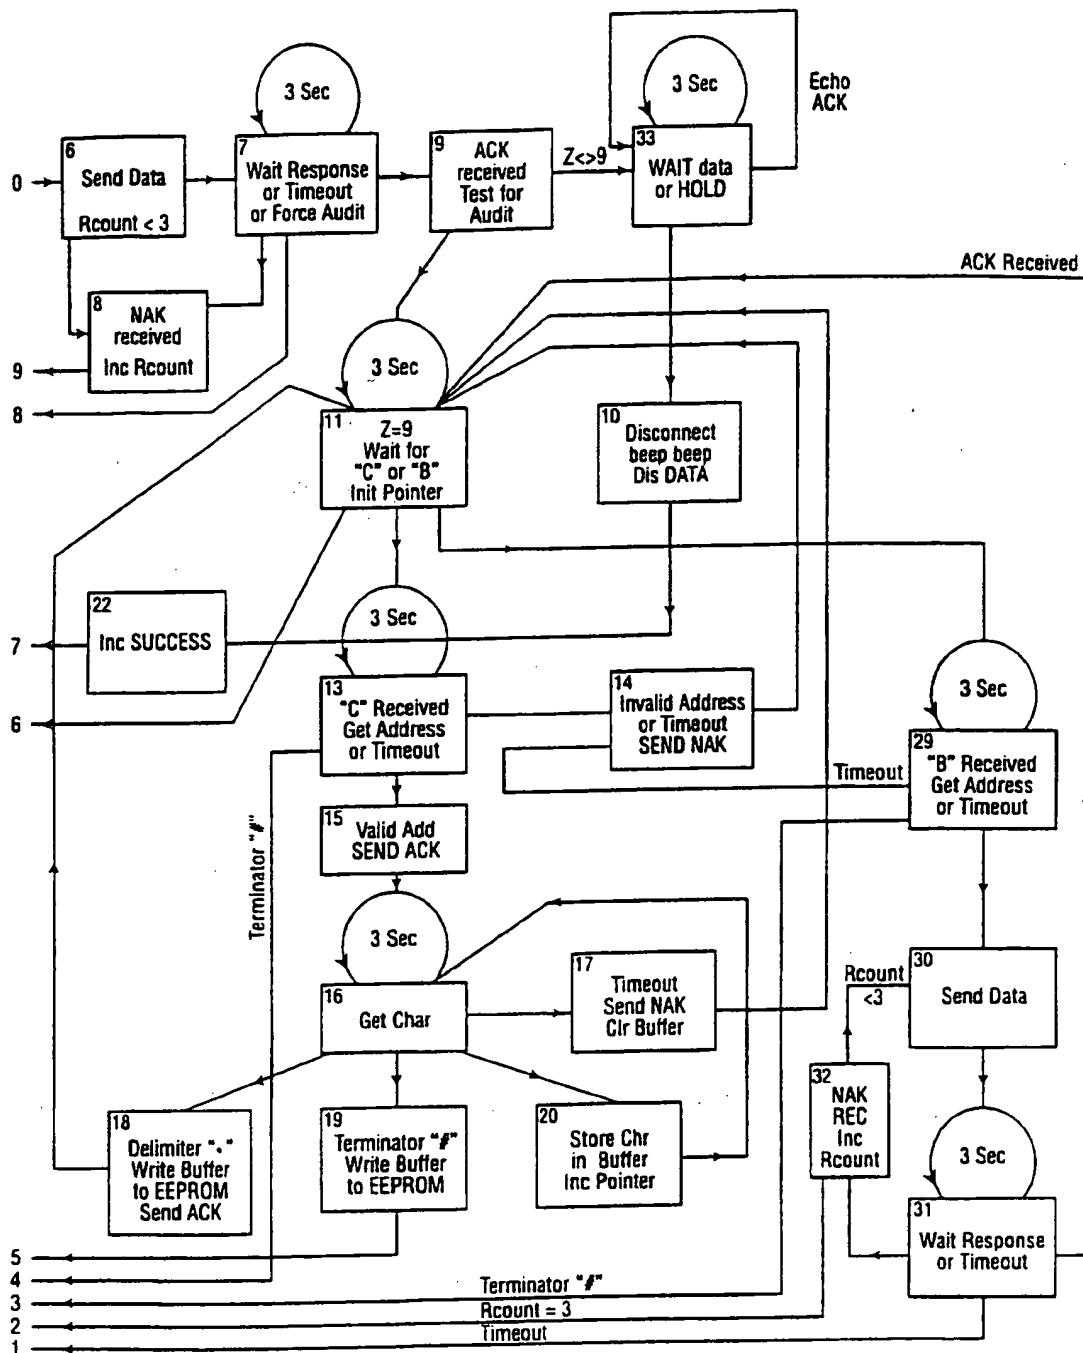 3 Sec
3 Sec
Echo
ACK
0
6
Send Data
Rcount < 3
7
Wait Response
or Timeout
or Force Audit
9
ACK
received
Test for
Audit
Z<>9
33
WAIT data
or HOLD
ACK Received
8
NAK
received
Inc Rcount
9
8
3 Sec
11
Z=9
Wait for
"C" or "B"
Init Pointer
10
Disconnect
beep beep
Dis DATA
22
Inc SUCCESS
7
6
3 Sec
13
"C" Received
Get Address
or Timeout
14
Invalid Address
or Timeout
SEND NAK
3 Sec
29
"B" Received
Get Address
or Timeout
Timeout
15
Valid Add
SEND ACK
Terminator "#"
3 Sec
16
Get Char
17
Timeout
Send NAK
Clr Buffer
Rcount
<3
30
Send Data
18
Delimiter "."
Write Buffer
to EEPROM
Send ACK
19
Terminator "#"
Write Buffer
to EEPROM
20
Store Chr
in Buffer
Inc Pointer
32
NAK
REC
Inc
Rcount
3 Sec
31
Wait Response
or Timeout
5
4
3
Terminator "#"
2
Rcount = 3
1
Timeout